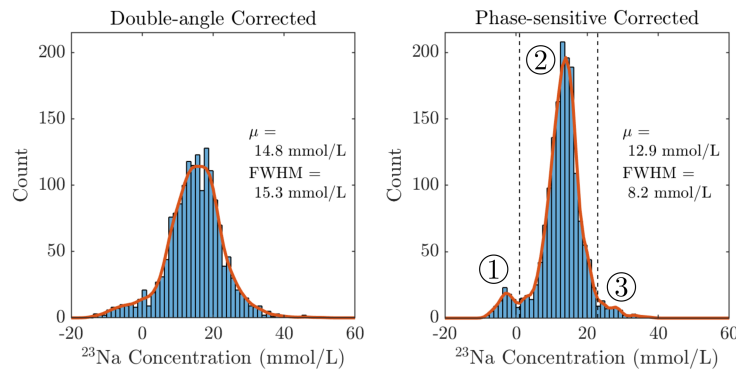 Double-angle Corrected
200
150
100
50
0
Count
μ =
14.8 mmol/L
FWHM =
15.3 mmol/L
-20 0 20 40 60
²³Na Concentration (mmol/L)
Phase-sensitive Corrected
200
150
100
50
0
Count
①
②
③
μ =
12.9 mmol/L
FWHM =
8.2 mmol/L
-20 0 20 40 60
²³Na Concentration (mmol/L)